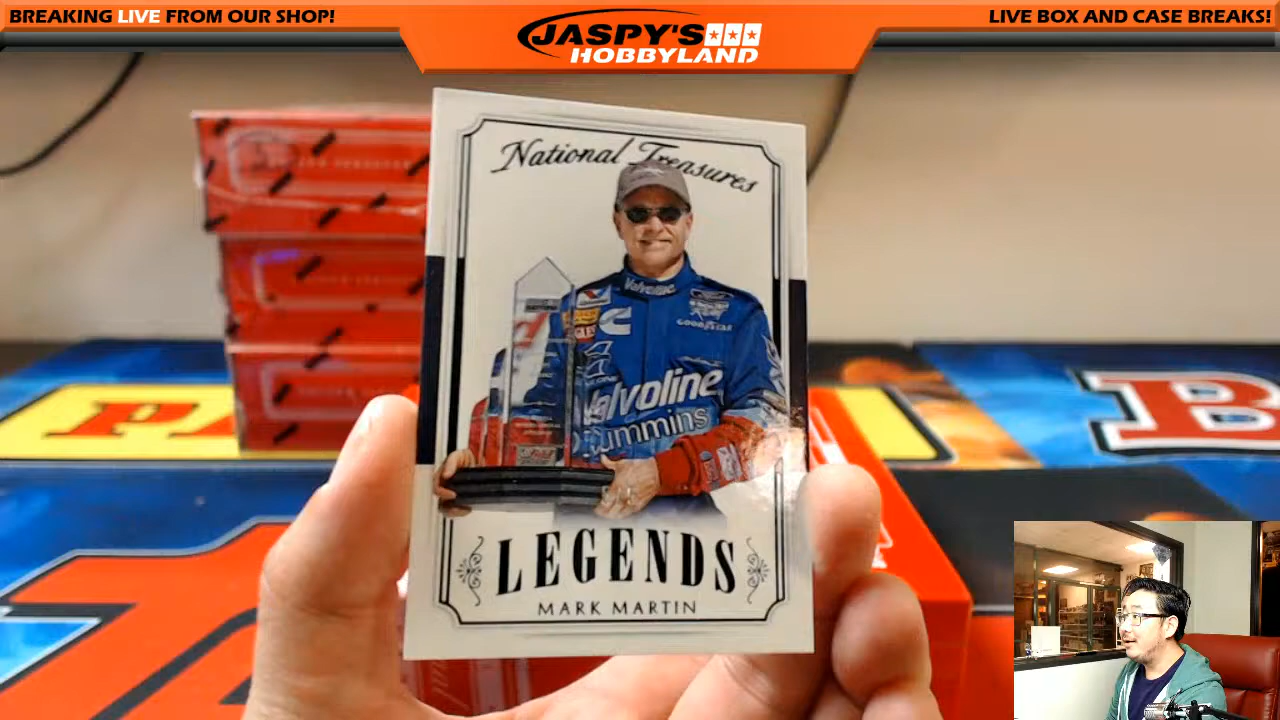 BREAKING LIVE FROM OUR SHOP!
JASPY'S
HOBBYLAND
LIVE BOX AND CASE BREAKS!
National Treasures
Valvoline
GOODYEAR
Valvoline
Cummins
LEGENDS
MARK MARTIN
PA
B